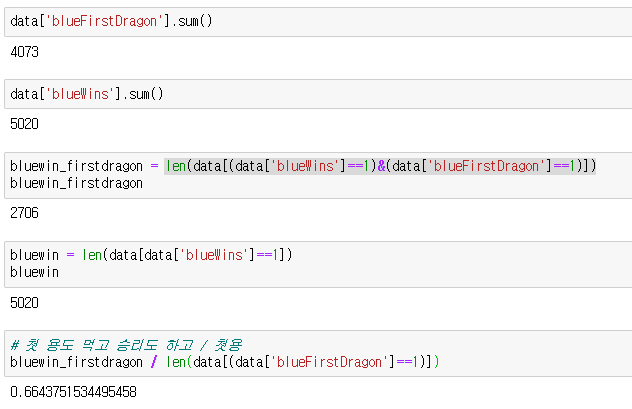 data['blueFirstDragon'].sum()
4073
data['blueWins'].sum()
5020
bluewin_firstdragon = len(data[(data['blueWins']==1)&(data['blueFirstDragon']==1)])
bluewin_firstdragon
2706
bluewin = len(data[data['blueWins']==1])
bluewin
5020
# 첫 용도 먹고 승리도 하고 / 첫용
bluewin_firstdragon / len(data[(data['blueFirstDragon']==1)])
0.6643751534495458